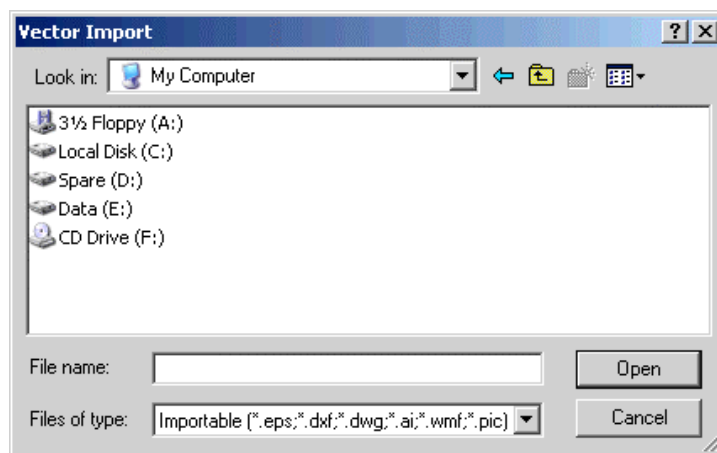 Vector Import
Look in: My Computer
3½ Floppy (A:)
Local Disk (C:)
Spare (D:)
Data (E:)
CD Drive (F:)
File name: Open
Files of type: Importable (*.eps;*.dxf;*.dwg;*.ai;*.wmf;*.pic) Cancel